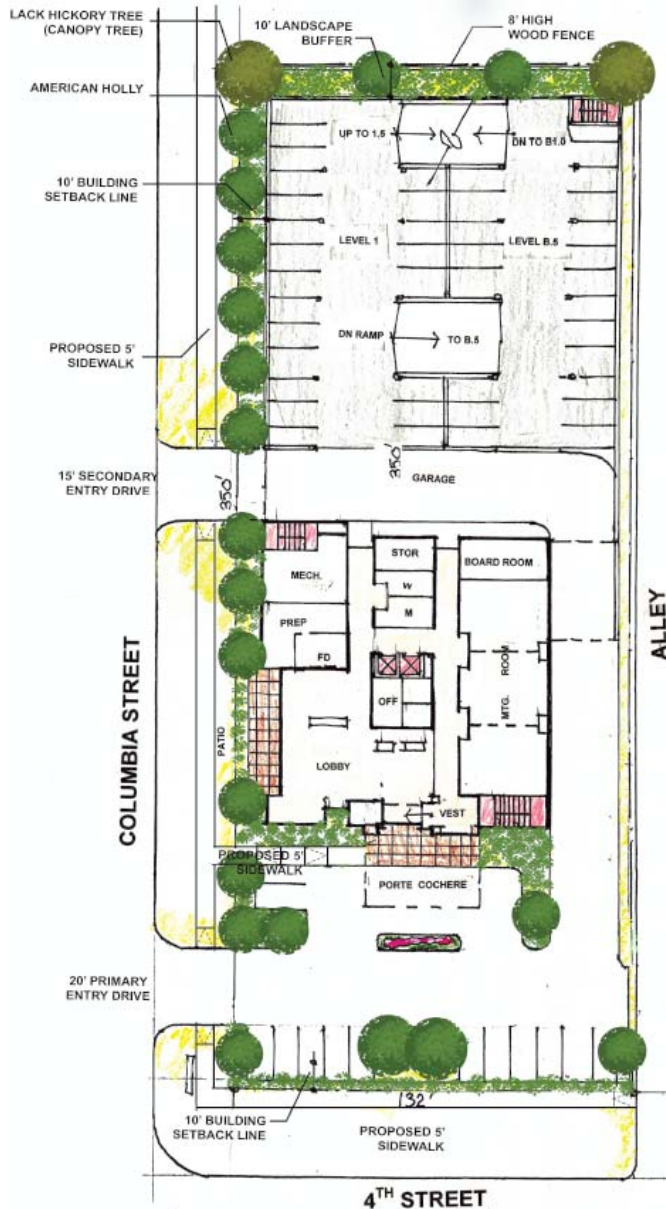 LACK HICKORY TREE
(CANOPY TREE)
10' LANDSCAPE
BUFFER
8' HIGH
WOOD FENCE
AMERICAN HOLLY
UP TO 1.5
DN TO B1.0
10' BUILDING
SETBACK LINE
LEVEL 1
LEVEL B.5
PROPOSED 5'
SIDEWALK
DN RAMP
TO B.5
15' SECONDARY
ENTRY DRIVE
350'
350'
GARAGE
STOR
BOARD ROOM
MECH.
W
M
PREP
FD
ROOM
MTG.
OFF
PATIO
LOBBY
VEST
COLUMBIA STREET
ALLEY
PROPOSED 5'
SIDEWALK
PORTE COCHERE
20' PRIMARY
ENTRY DRIVE
132'
10' BUILDING
SETBACK LINE
PROPOSED 5'
SIDEWALK
4TH STREET